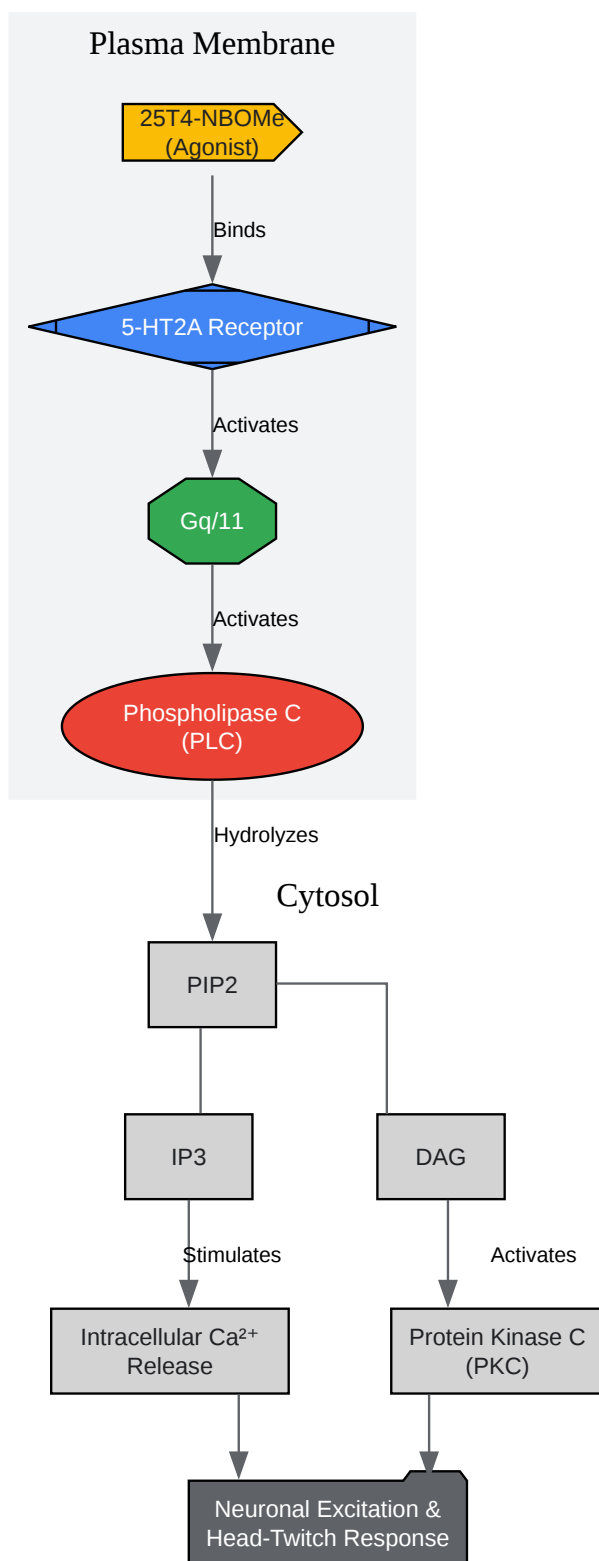 Plasma Membrane
25T4-NBOMe
(Agonist)
Binds
5-HT2A Receptor
Activates
Gq/11
Activates
Phospholipase C
(PLC)
Hydrolyzes
Cytosol
PIP2
IP3
DAG
Stimulates
Activates
Intracellular Ca²⁺
Release
Protein Kinase C
(PKC)
Neuronal Excitation &
Head-Twitch Response